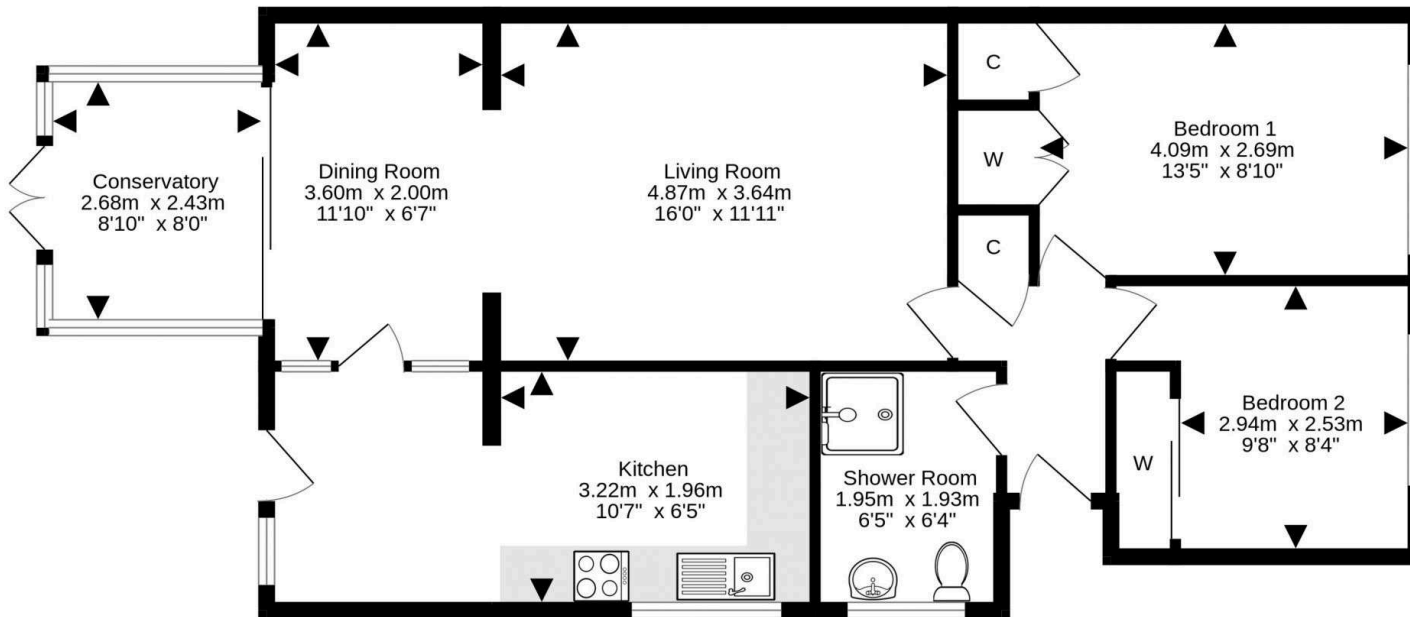 Conservatory
2.68m x 2.43m
8'10" x 8'0"
Dining Room
3.60m x 2.00m
11'10" x 6'7"
Living Room
4.87m x 3.64m
16'0" x 11'11"
C
W
C
Bedroom 1
4.09m x 2.69m
13'5" x 8'10"
Kitchen
3.22m x 1.96m
10'7" x 6'5"
Shower Room
1.95m x 1.93m
6'5" x 6'4"
W
Bedroom 2
2.94m x 2.53m
9'8" x 8'4"